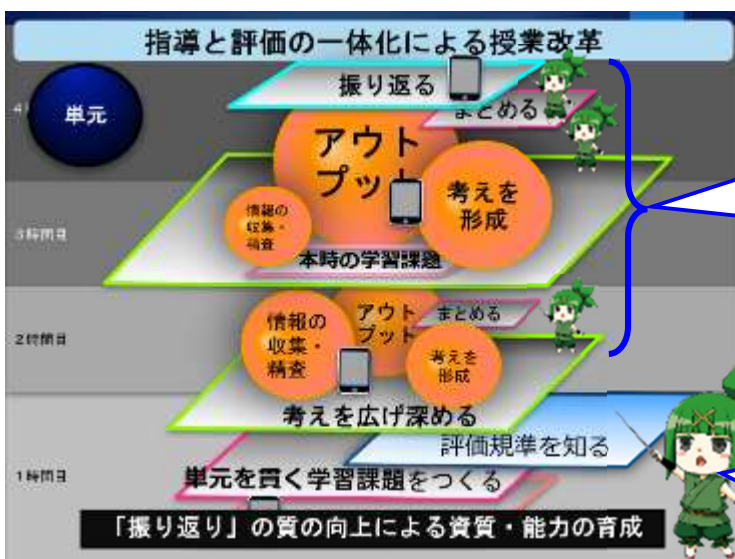 指導と評価の一体化による授業改革
単元
振り返る
まとめる
アウト
プット
考えを
形成
情報の
収集・
精査
本時の学習課題
3時間目
アウト
プット
まとめる
情報の
収集・
精査
考えを
形成
2時間目
考えを広げ深める
評価規準を知る
単元を貫く学習課題をつくる
1時間目
「振り返り」の質の向上による資質・能力の育成